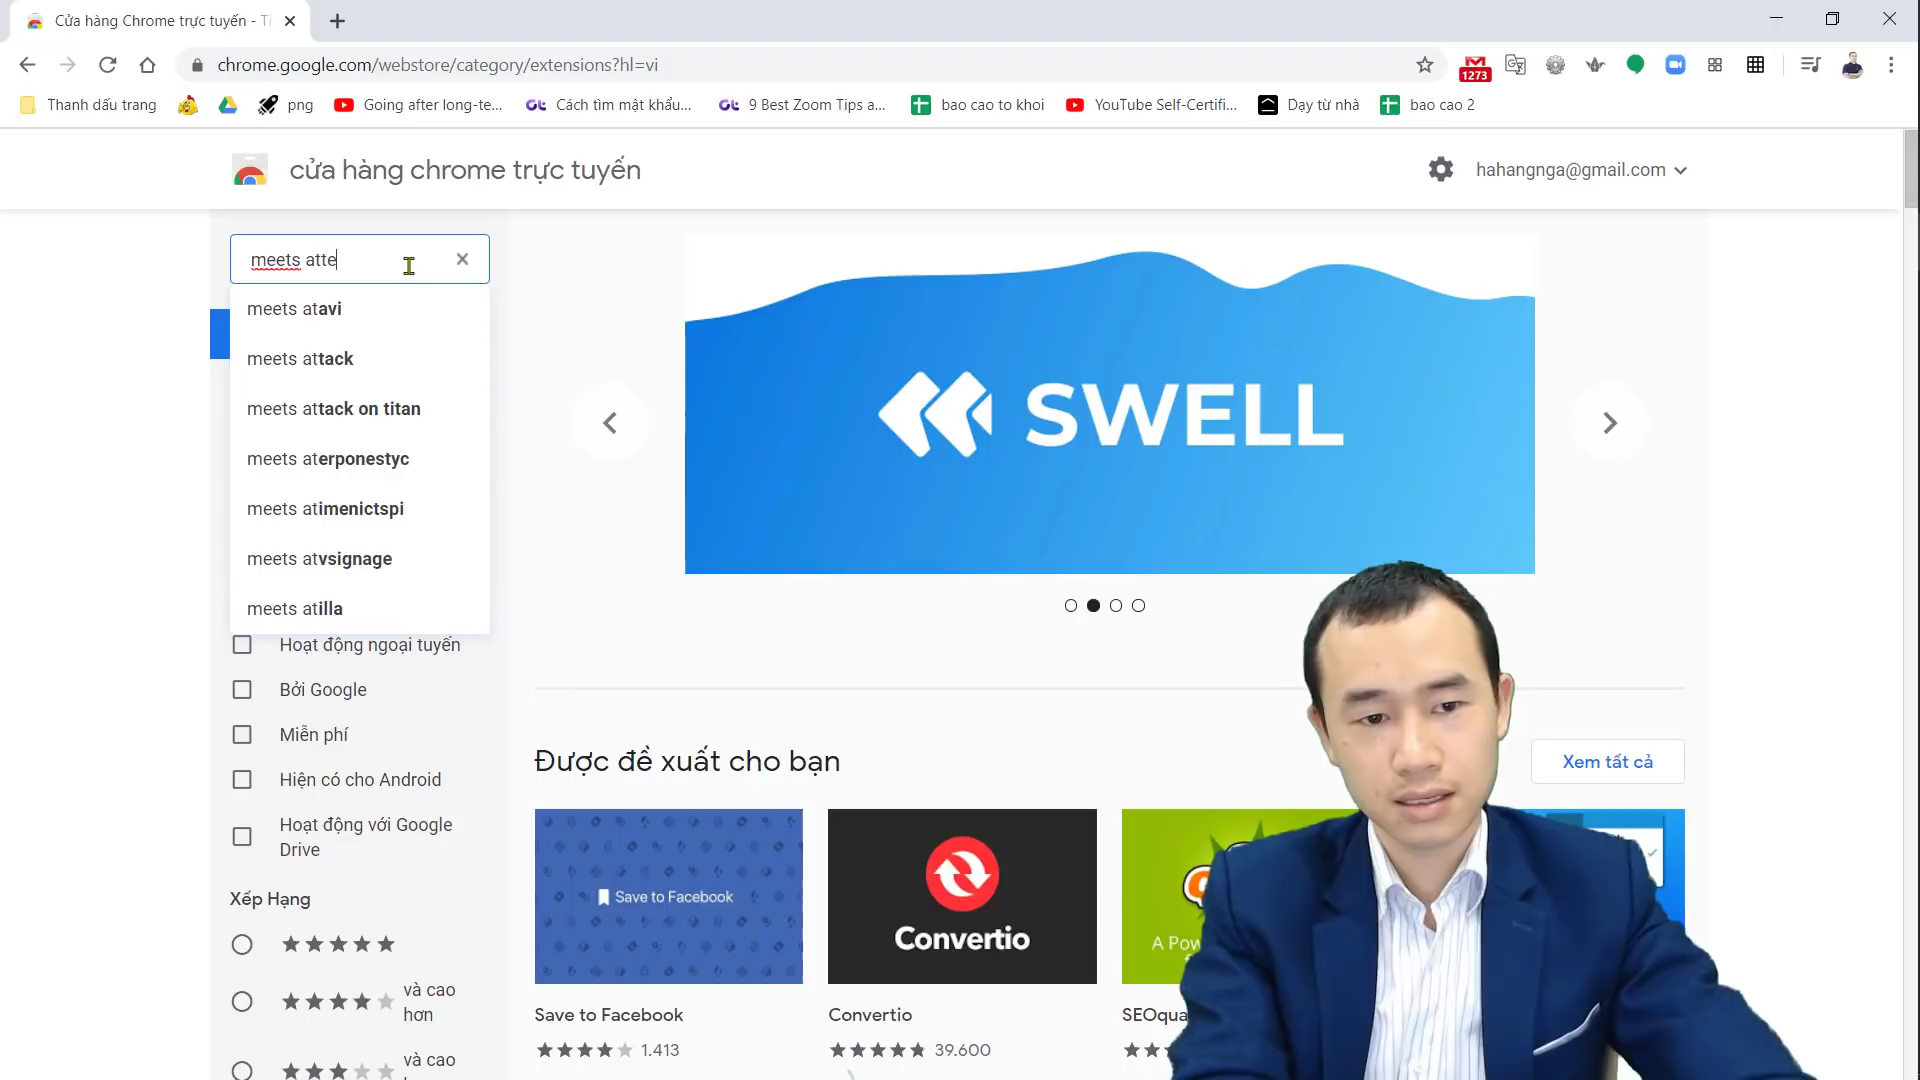 Cửa hàng Chrome trực tuyến - Ti
chrome.google.com/webstore/category/extensions?hl=vi
1273
Thanh dấu trang
png
Going after long-te...
Cách tìm mật khẩu...
9 Best Zoom Tips a...
bao cao to khoi
YouTube Self-Certifi...
Dạy từ nhà
bao cao 2
cửa hàng chrome trực tuyến
hahangnga@gmail.com
meets atte
meets atavi
meets attack
meets attack on titan
meets aterponestyc
meets atimenictspi
meets atvsignage
meets atilla
SWELL
Hoạt động ngoại tuyến
Bởi Google
Miễn phí
Hiện có cho Android
Hoạt động với Google
Drive
Xếp Hạng
và cao
hơn
và cao
Được đề xuất cho bạn
Xem tất cả
Save to Facebook
Convertio
A Pow
Save to Facebook
Convertio
SEOqua
1.413
39.600